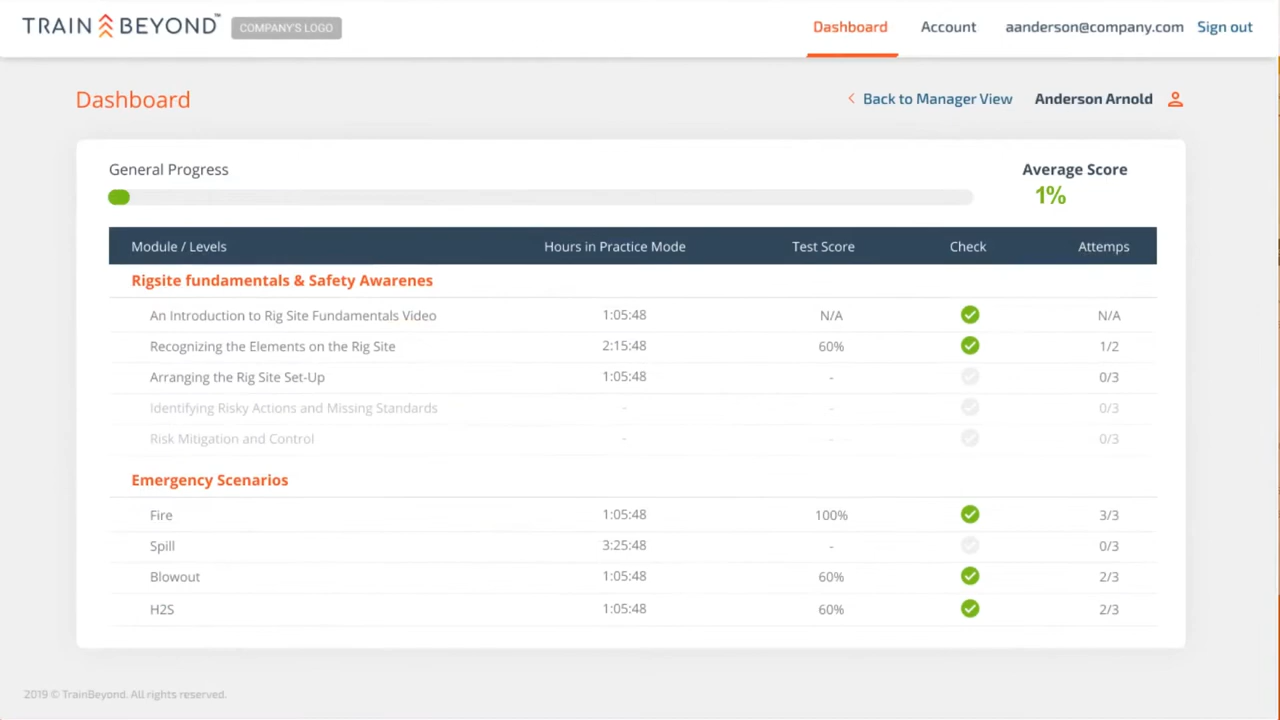 TRAIN BEYOND™ COMPANY'S LOGO Dashboard Account aanderson@company.com Sign out
Dashboard Back to Manager View Anderson Arnold
General Progress Average Score
1%
Module / Levels Hours in Practice Mode Test Score Check Attemps
Rigsite fundamentals & Safety Awarenes
An Introduction to Rig Site Fundamentals Video 1:05:48 N/A N/A
Recognizing the Elements on the Rig Site 2:15:48 60% 1/2
Arranging the Rig Site Set-Up 1:05:48 - 0/3
Identifying Risky Actions and Missing Standards - - 0/3
Risk Mitigation and Control - - 0/3
Emergency Scenarios
Fire 1:05:48 100% 3/3
Spill 3:25:48 - 0/3
Blowout 1:05:48 60% 2/3
H2S 1:05:48 60% 2/3
2019 © TrainBeyond. All rights reserved.